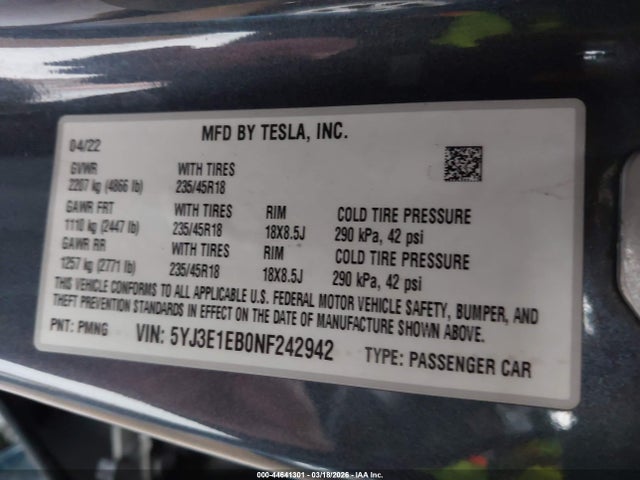 MFD BY TESLA, INC.
04/22
GVWR WITH TIRES
2207 kg (4866 lb) 235/45R18
GAWR FRT WITH TIRES RIM COLD TIRE PRESSURE
1110 kg (2447 lb) 235/45R18 18X8.5J 290 kPa, 42 psi
GAWR RR WITH TIRES RIM COLD TIRE PRESSURE
1257 kg (2771 lb) 235/45R18 18X8.5J 290 kPa, 42 psi
THIS VEHICLE CONFORMS TO ALL APPLICABLE U.S. FEDERAL MOTOR VEHICLE SAFETY, BUMPER, AND
THEFT PREVENTION STANDARDS IN EFFECT ON THE DATE OF MANUFACTURE SHOWN ABOVE.
PNT: PMNG VIN: 5YJ3E1EB0NF242942 TYPE: PASSENGER CAR
000-44641301 - 03/18/2026 - IAA Inc.